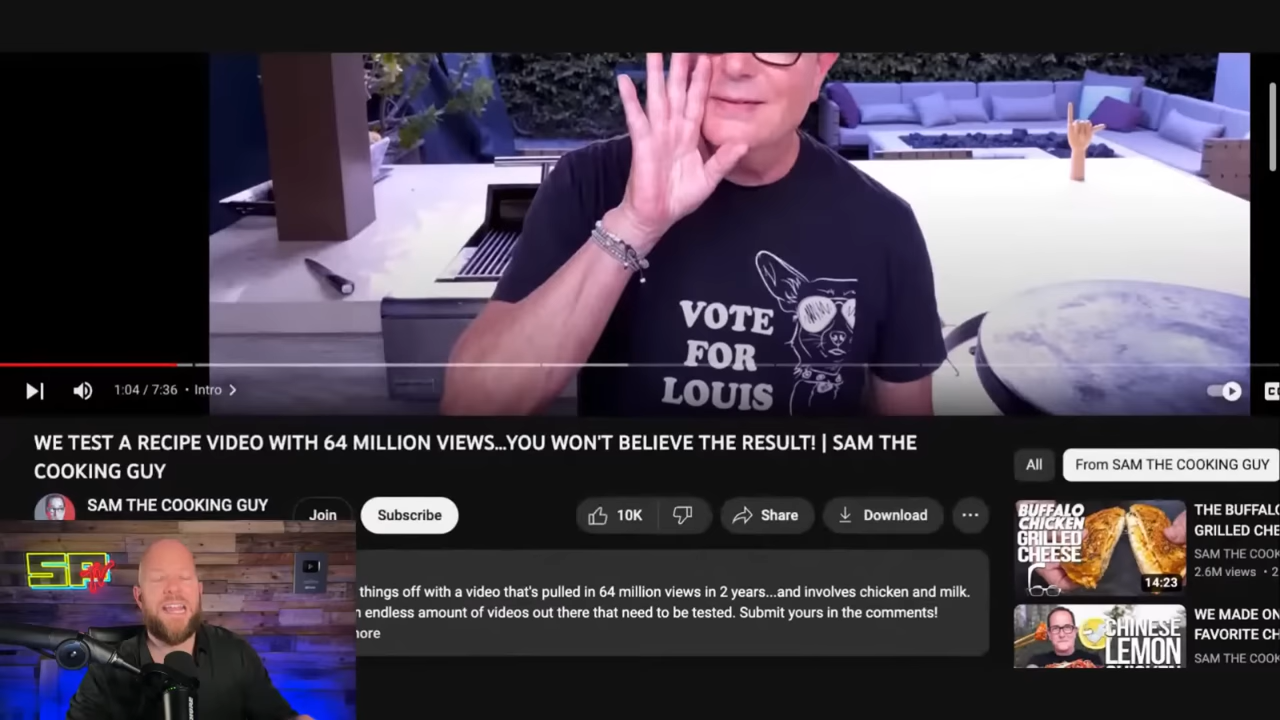 VOTE
FOR
LOUIS
1:04 / 7:36 • Intro
WE TEST A RECIPE VIDEO WITH 64 MILLION VIEWS...YOU WON'T BELIEVE THE RESULT! | SAM THE
COOKING GUY
SAM THE COOKING GUY
Join
Subscribe
10K
Share
Download
things off with a video that's pulled in 64 million views in 2 years...and involves chicken and milk.
endless amount of videos out there that need to be tested. Submit yours in the comments!
All
From SAM THE COOKING GUY
BUFFALO
CHICKEN
GRILLED
CHEESE
14:23
THE BUFFAL
GRILLED CHE
SAM THE COOK
2.6M views • 2
CHINESE
LEMON
WE MADE ON
FAVORITE CH
SAM THE COOK